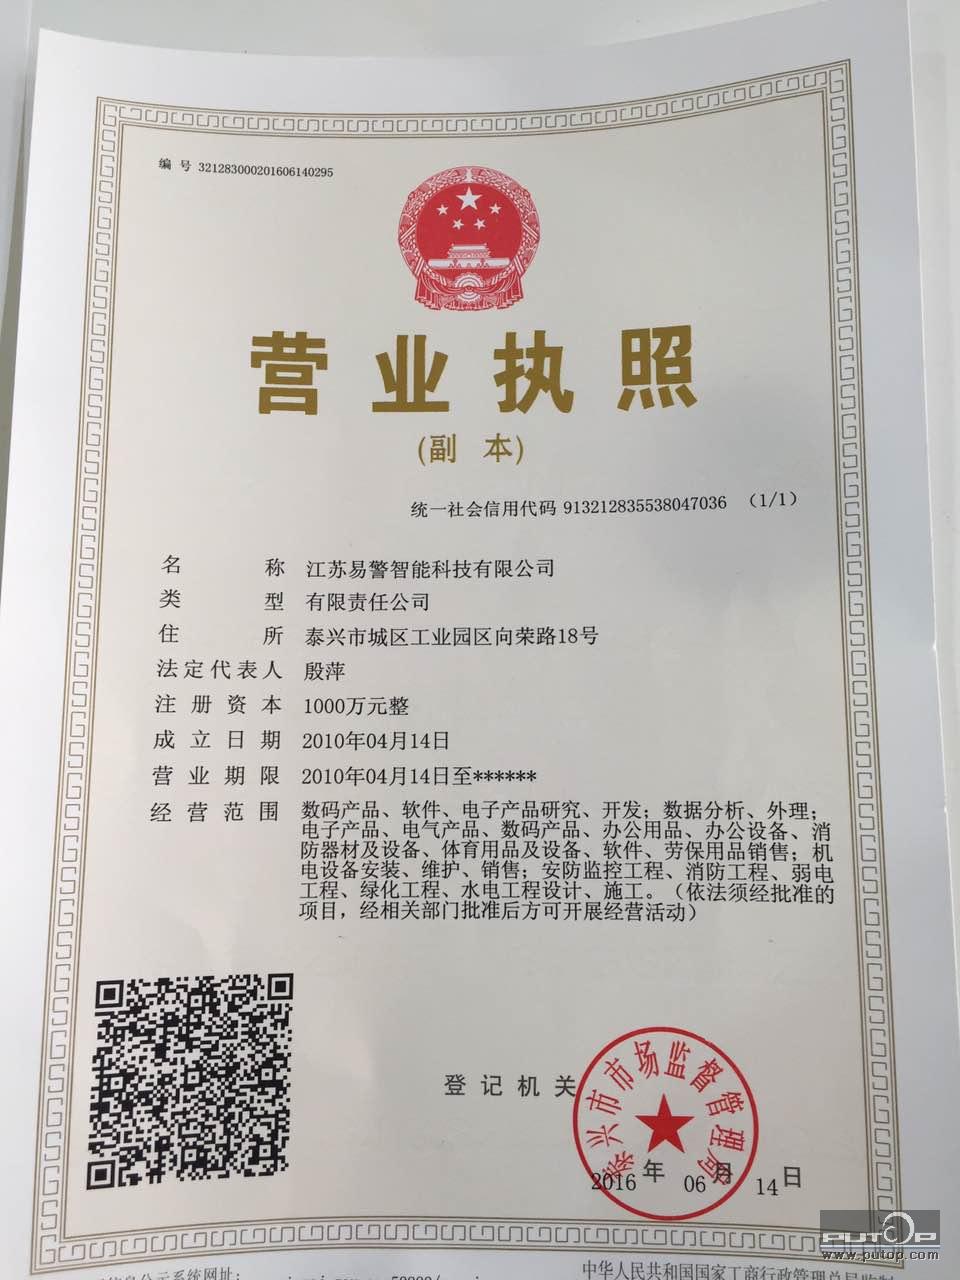 编 号 321283000201606140295
营业执照
(副 本)
统一社会信用代码 913212835538047036 (1/1)
名 称 江苏易警智能科技有限公司
类 型 有限责任公司
住 所 泰兴市城区工业园区向荣路18号
法定代表人 殷萍
注册资本 1000万元整
成立日期 2010年04月14日
营业期限 2010年04月14日至******
经营范围 数码产品、软件、电子产品研究、开发；数据分析、外理；
电子产品、电气产品、数码产品、办公用品、办公设备、消
防器材及设备、体育用品及设备、软件、劳保用品销售；机
电设备安装、维护、销售；安防监控工程、消防工程、弱电
工程、绿化工程、水电工程设计、施工。（依法须经批准的
项目，经相关部门批准后方可开展经营活动）
登记机关
泰兴市市场监督管理局
2016 年 06 月 14 日
PUTOP
www.putop.com
信息公示系统网址：
中华人民共和国国家工商行政管理总局监制